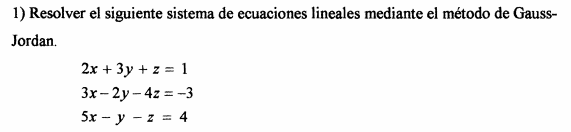 1) Resolver el siguiente sistema de ecuaciones lineales mediante el método de Gauss-
Jordan.
2x + 3y + z = 1
3x – 2y – 4z = –3
5x – y – z = 4